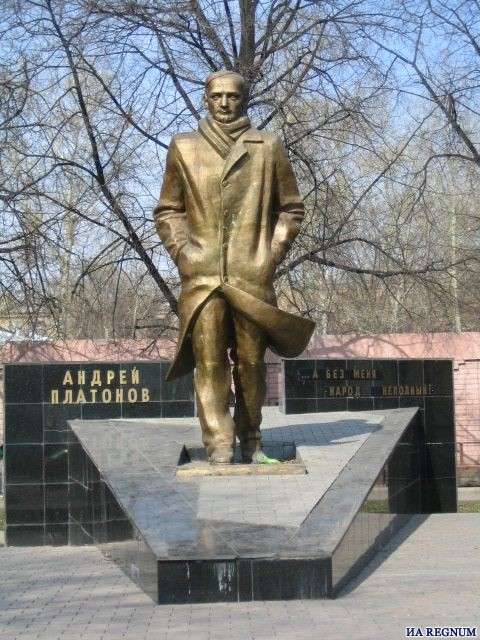 АНДРЕЙ
ПЛАТОНОВ
"...А БЕЗ МЕНЯ
НАРОД НЕПОЛНЫЙ!"
ИА REGNUM